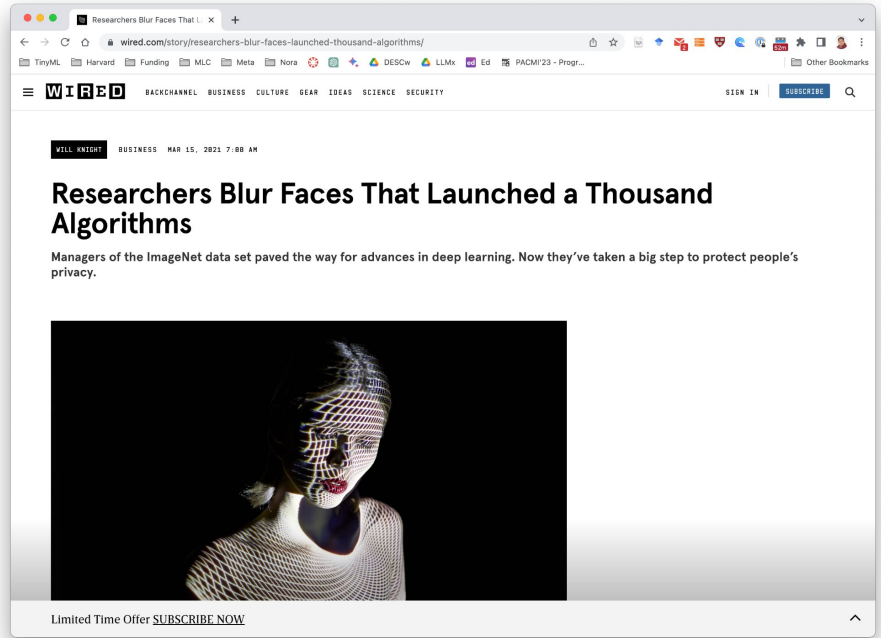 Researchers Blur Faces That L
wired.com/story/researchers-blur-faces-launched-thousand-algorithms/
2
52m
TinyML Harvard Funding MLC Meta Nora DESCw LLMx ed Ed PACMI'23 - Progr... Other Bookmarks
WIRED BACKCHANNEL BUSINESS CULTURE GEAR IDEAS SCIENCE SECURITY SIGN IN SUBSCRIBE
WILL KNIGHT BUSINESS MAR 15, 2021 7:00 AM
Researchers Blur Faces That Launched a Thousand
Algorithms
Managers of the ImageNet data set paved the way for advances in deep learning. Now they've taken a big step to protect people's
privacy.
Limited Time Offer SUBSCRIBE NOW